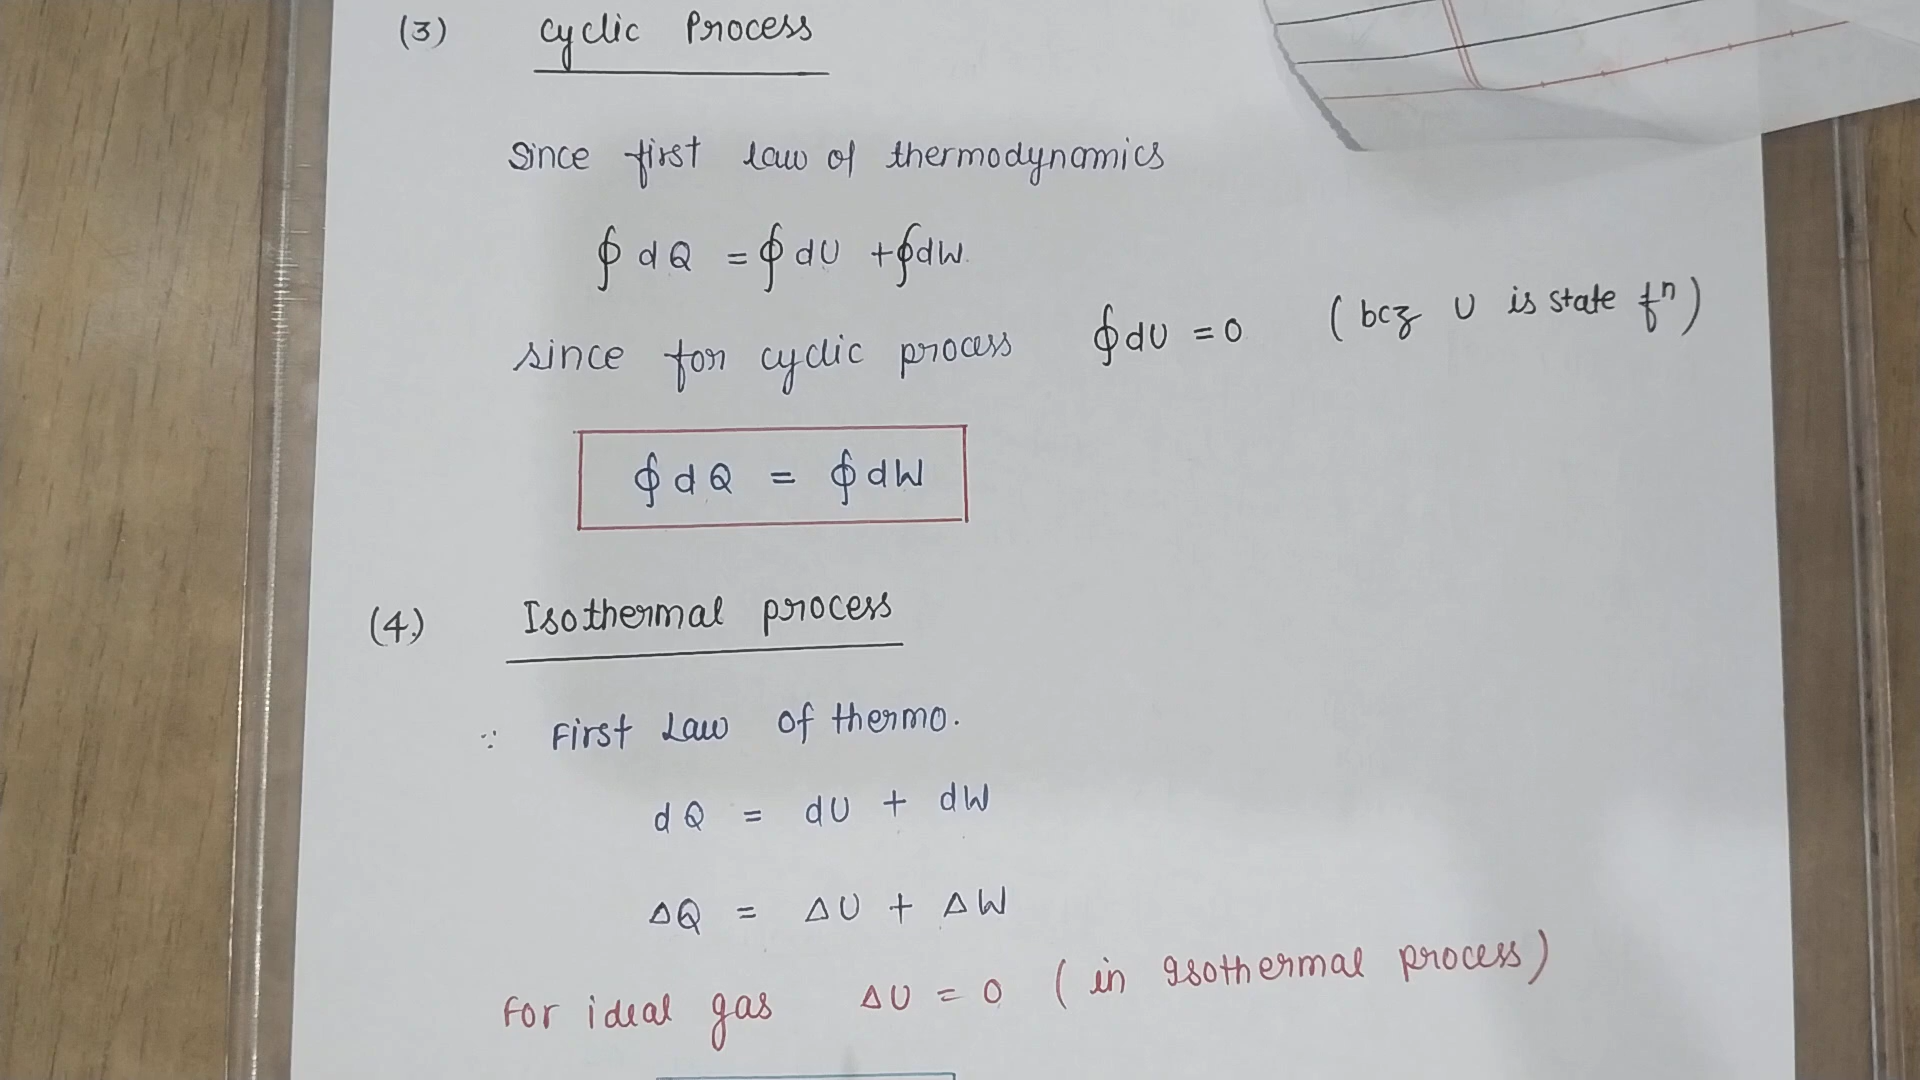 (3) Cyclic Process
Since first law of thermodynamics
∮ dQ = ∮ dU + ∮ dW
since for cyclic process ∮ dU = 0 (bcz U is state fⁿ)
∮ dQ = ∮ dW
(4) Isothermal process
∵ First Law of thermo.
dQ = dU + dW
ΔQ = ΔU + ΔW
For ideal gas ΔU = 0 (in Isothermal process)